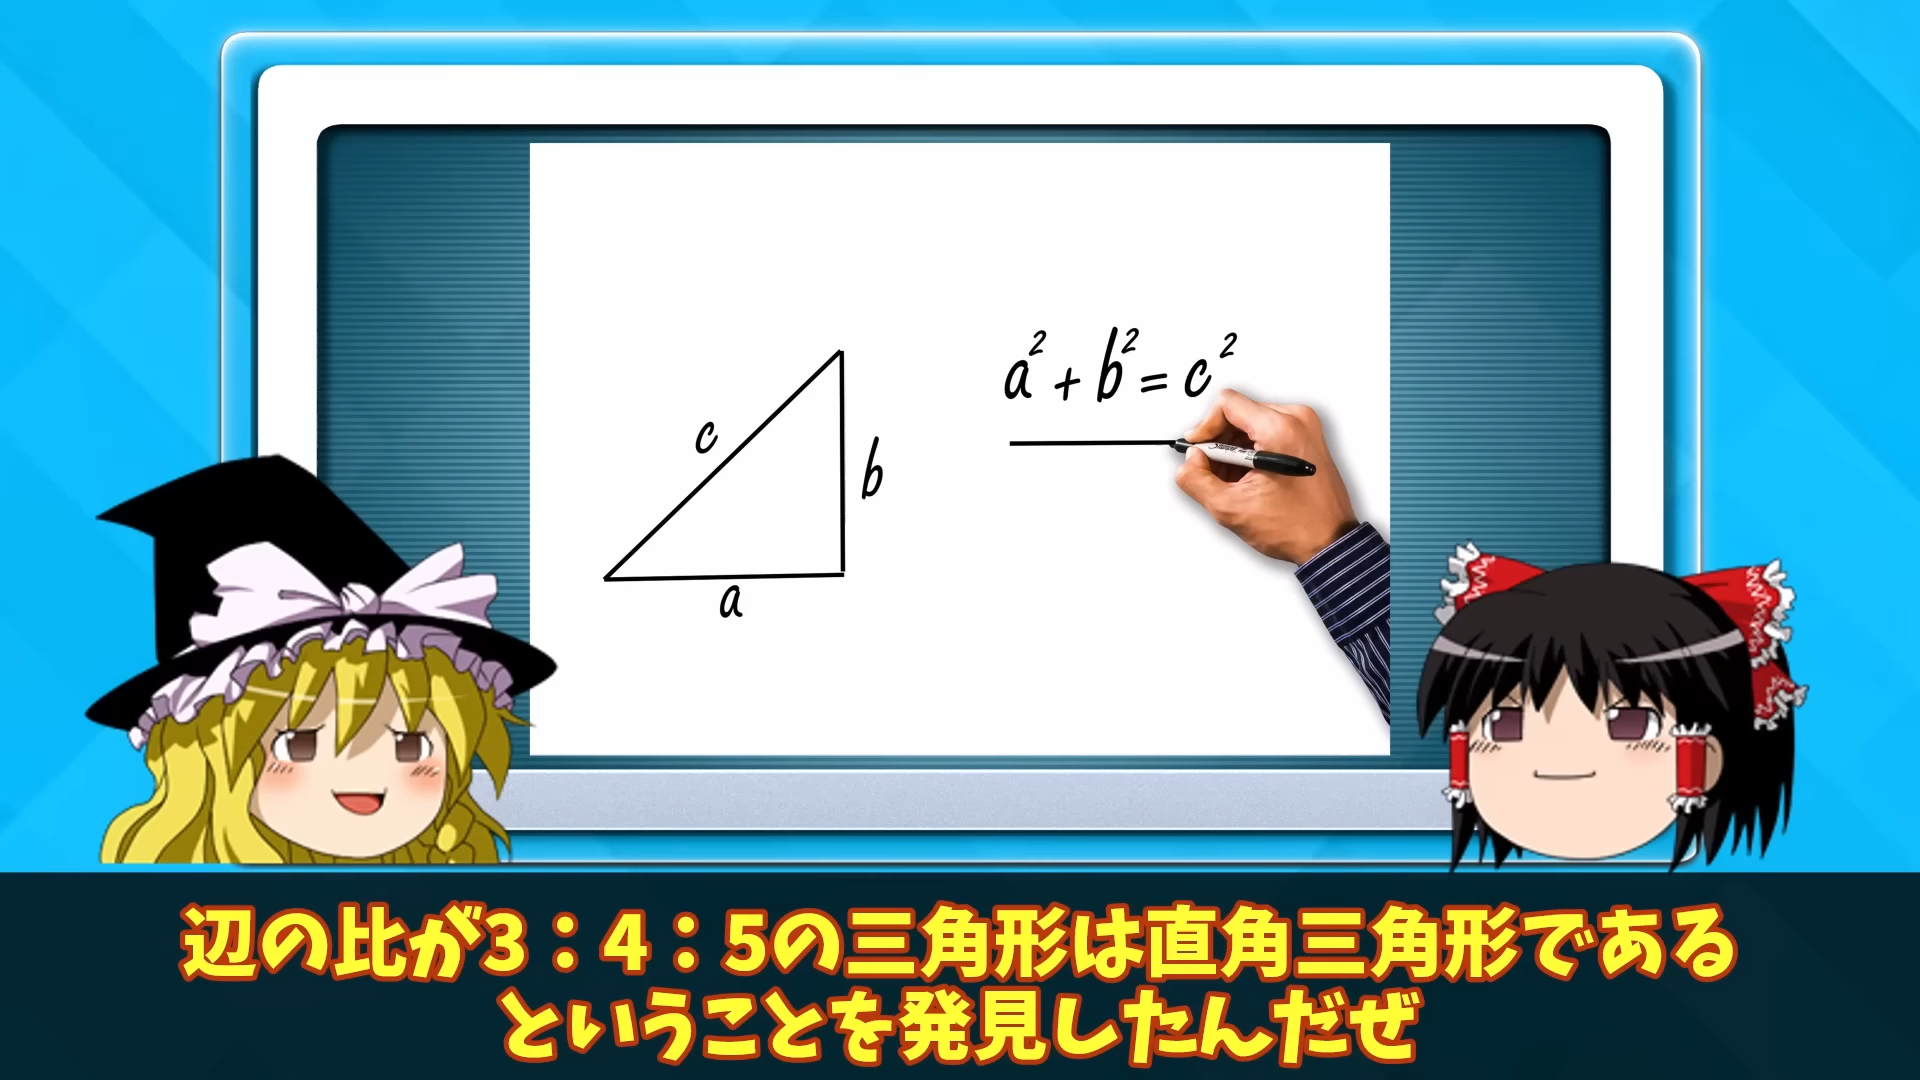 a² + b² = c²
c
b
a
辺の比が3：4：5の三角形は直角三角形である
ということを発見したんだぜ